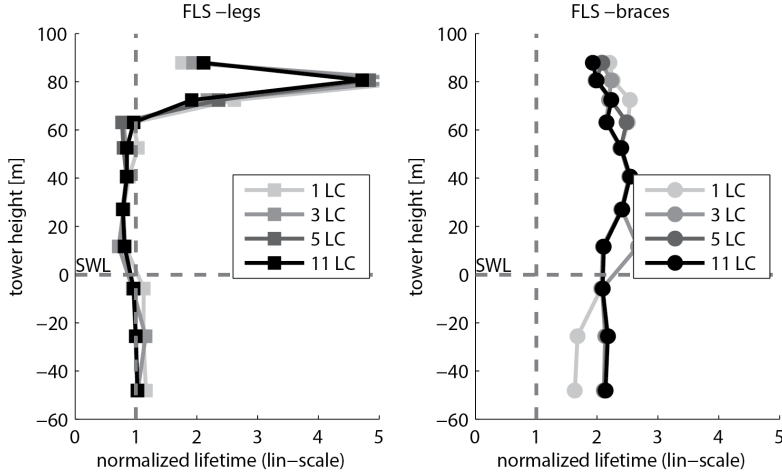 FLS −legs
100
80
60
40
20
0
−20
−40
−60
tower height [m]
SWL
1 LC
3 LC
5 LC
11 LC
0
1
2
3
4
5
normalized lifetime (lin−scale)
FLS −braces
100
80
60
40
20
0
−20
−40
−60
tower height [m]
SWL
1 LC
3 LC
5 LC
11 LC
0
1
2
3
4
5
normalized lifetime (lin−scale)